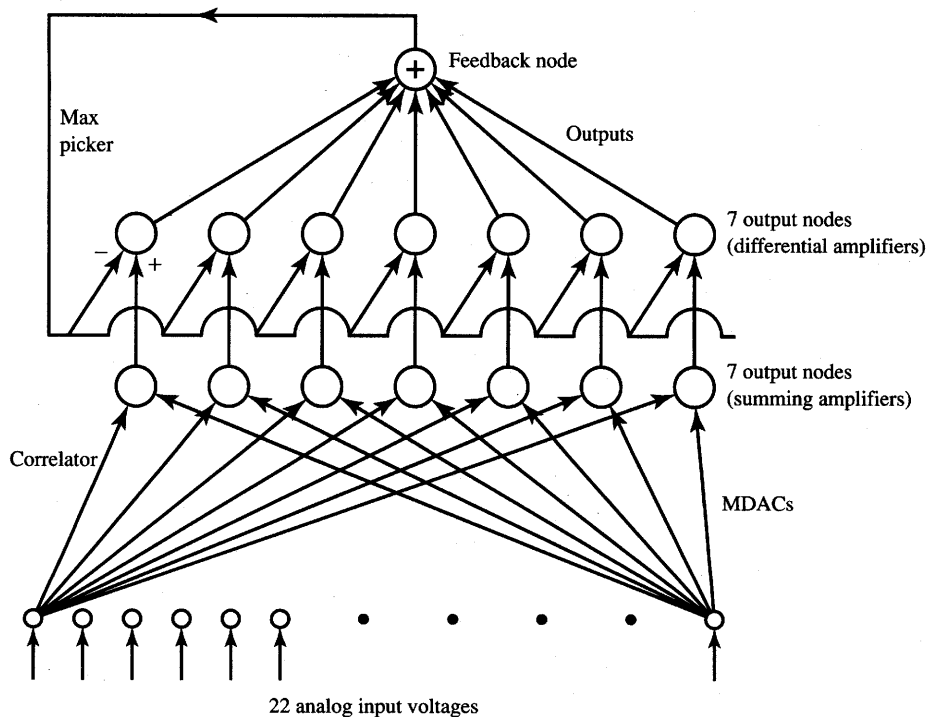 +
Feedback node
Max
picker
Outputs
7 output nodes
(differential amplifiers)
−
+
7 output nodes
(summing amplifiers)
Correlator
MDACs
22 analog input voltages